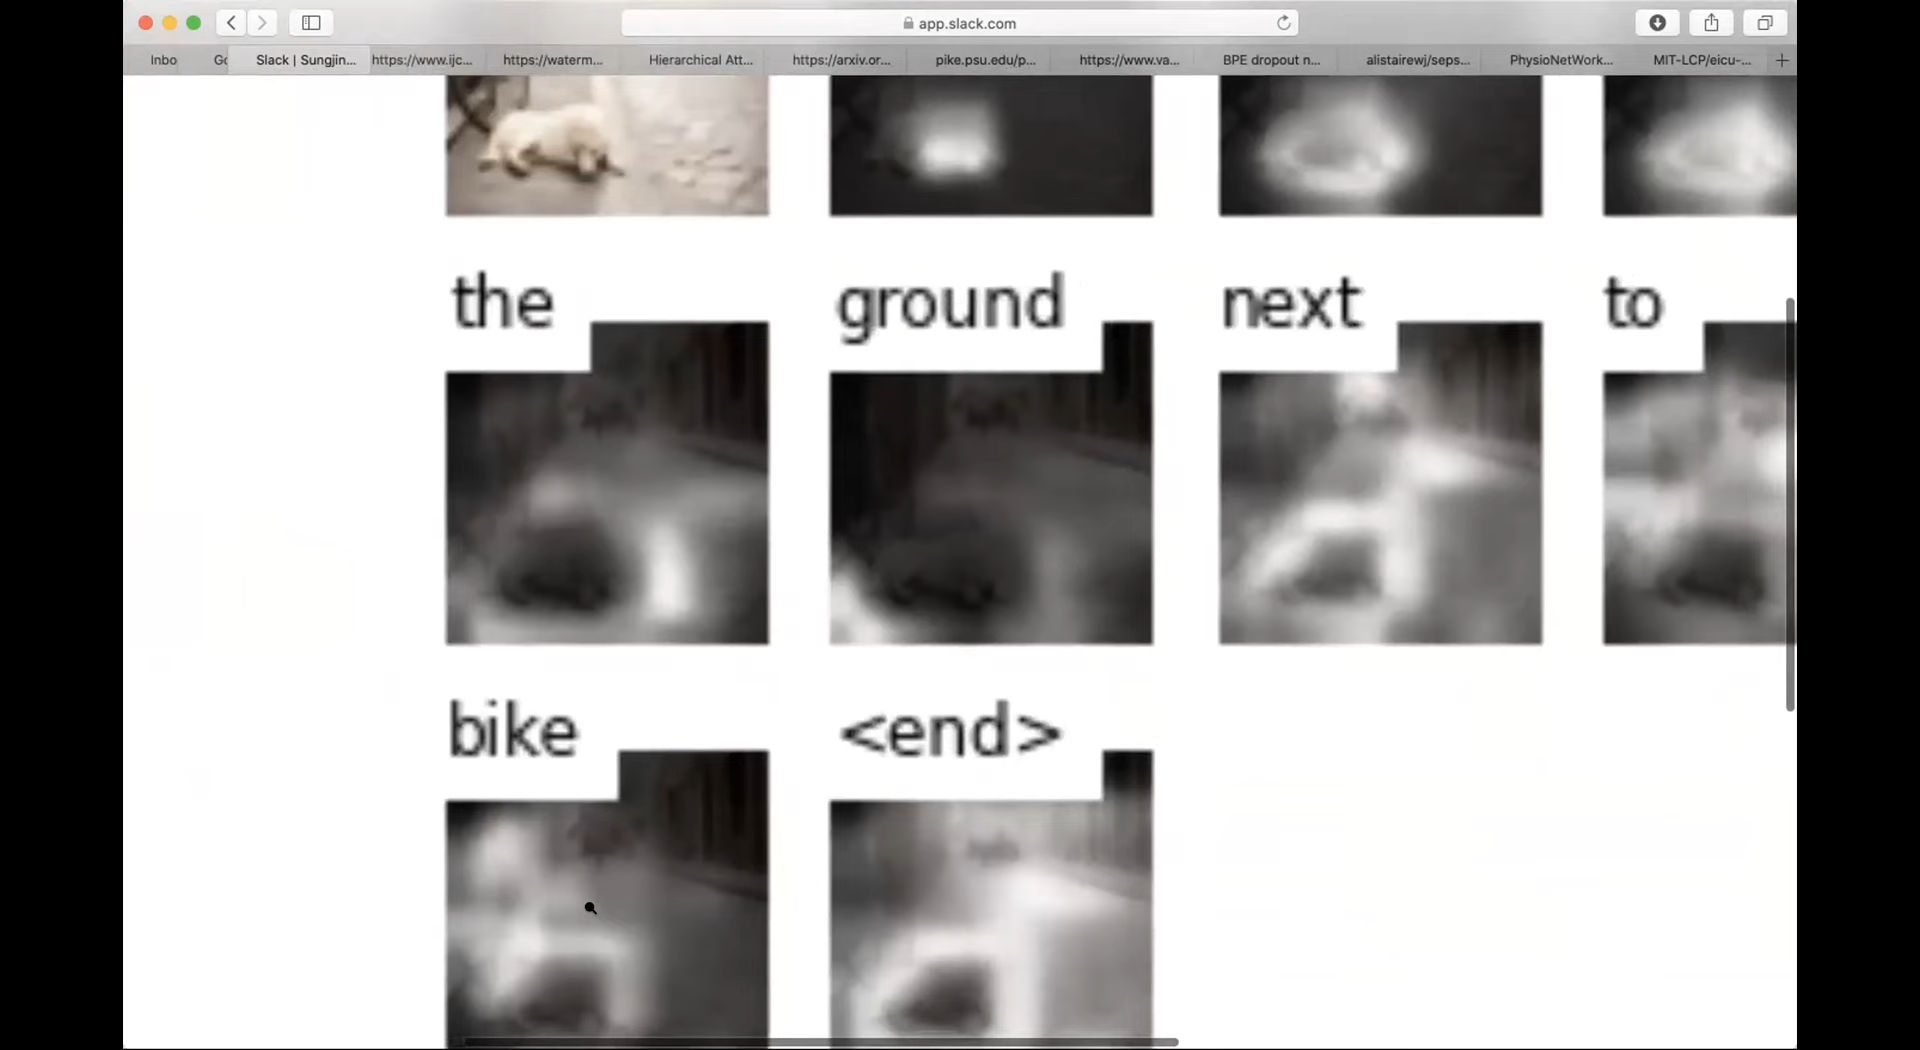 app.slack.com
Inbo
Go
Slack | Sungjin...
https://www.ijc...
https://waterm...
Hierarchical Att...
https://arxiv.or...
pike.psu.edu/p...
https://www.va...
BPE dropout n...
alistairewj/seps...
PhysioNetWork...
MIT-LCP/eicu-...
the
ground
next
to
bike
<end>